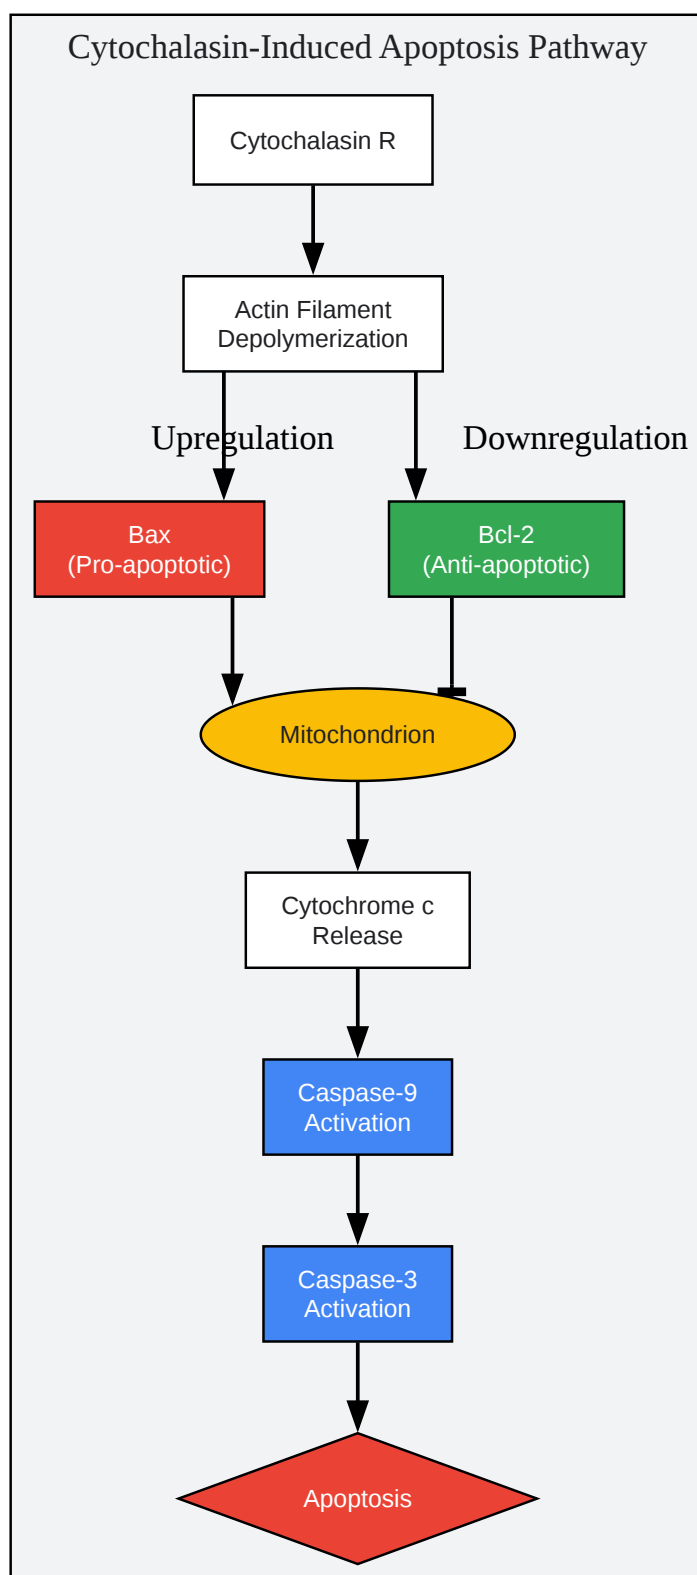 Cytochalasin-Induced Apoptosis Pathway
Cytochalasin R
Actin Filament
Depolymerization
Upregulation
Downregulation
Bax
(Pro-apoptotic)
Bcl-2
(Anti-apoptotic)
Mitochondrion
Cytochrome c
Release
Caspase-9
Activation
Caspase-3
Activation
Apoptosis